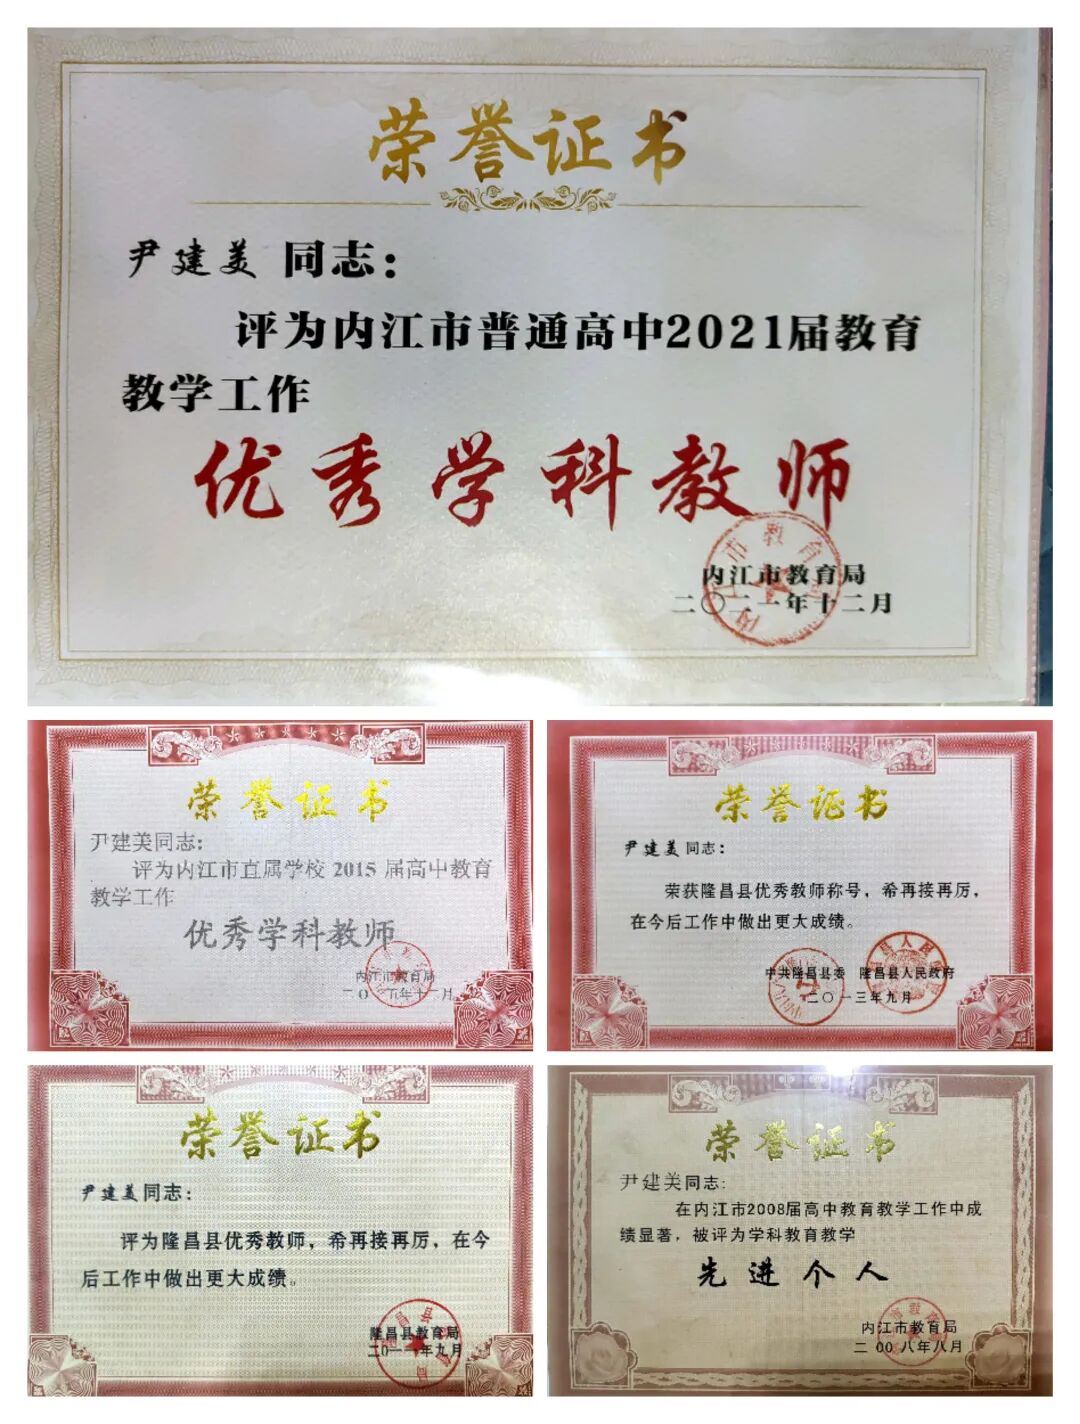 荣誉证书
尹建美 同志：
评为内江市普通高中2021届教育
教学工作
优秀学科教师
内江市教育局
二〇二一年十二月
荣誉证书
尹建美同志：
评为内江市直属学校2015届高中教育
教学工作
优秀学科教师
内江市教育局
二〇一五年十二月
荣誉证书
尹建美同志：
荣获隆昌县优秀教师称号，希再接再厉，
在今后工作中做出更大成绩。
中共隆昌县委 隆昌县人民政府
二〇一三年九月
荣誉证书
尹建美同志：
评为隆昌县优秀教师，希再接再厉，在今
后工作中做出更大成绩。
隆昌县教育局
年九月
荣誉证书
尹建美同志：
在内江市2008届高中教育教学工作中成
绩显著，被评为学科教育教学
先进个人
内江市教育局
二00八年八月